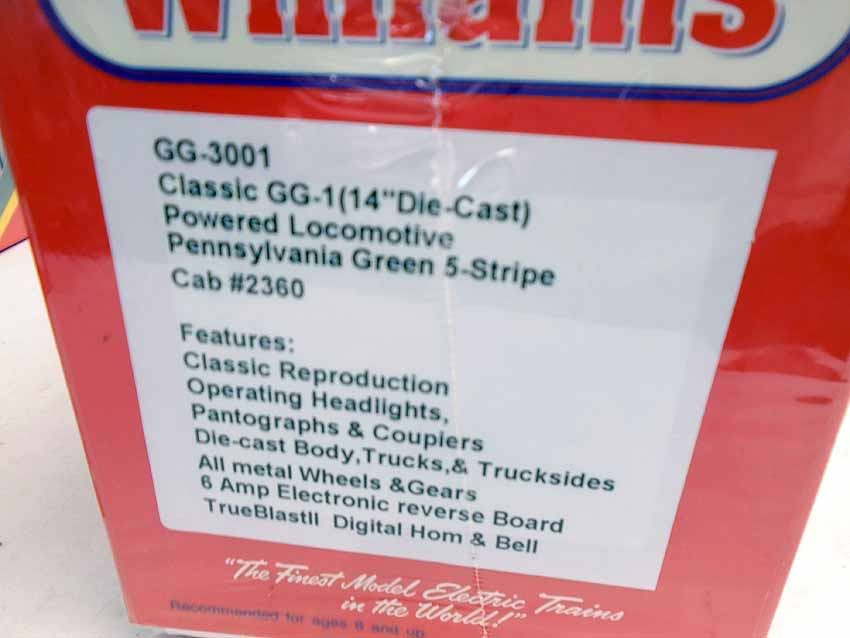 Williams
GG-3001
Classic GG-1(14"Die-Cast)
Powered Locomotive
Pennsylvania Green 5-Stripe
Cab #2360
Features:
Classic Reproduction
Operating Headlights,
Pantographs & Coupiers
Die-cast Body,Trucks,& Trucksides
All metal Wheels &Gears
6 Amp Electronic reverse Board
TrueBlastII Digital Hom & Bell
"The Finest Model Electric Trains
in the World!"
Recommended for ages 8 and up